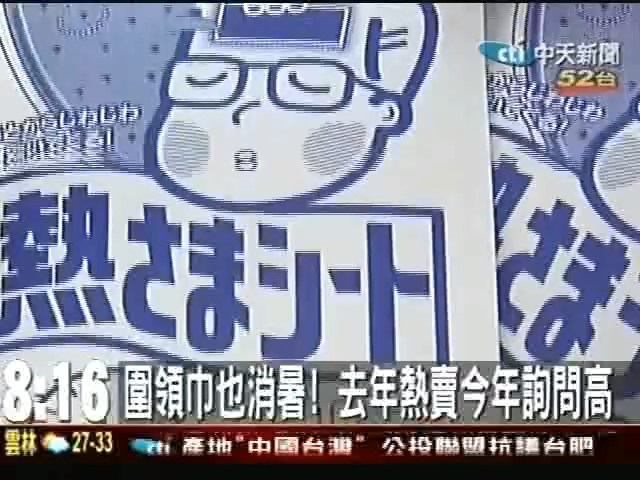 cti 中天新聞
52台
熱さまシート
8:16 圍領巾也消暑! 去年熱賣今年詢問高
雲林 27-33 cti 產地"中國台灣" 公投聯盟抗議台肥